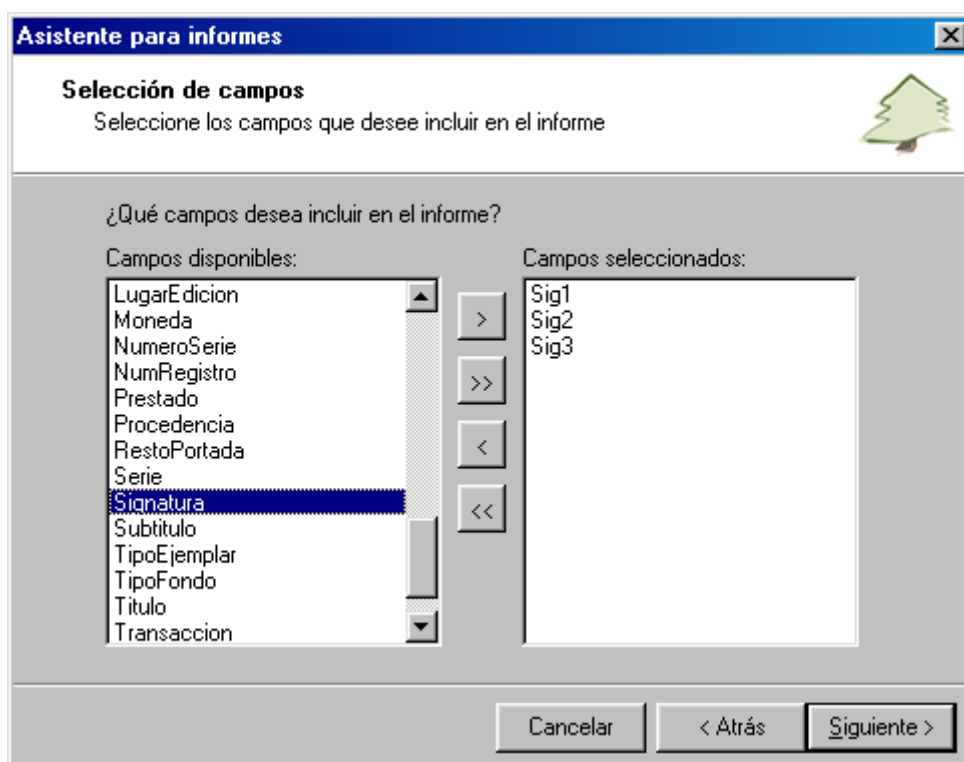 Asistente para informes
Selección de campos
Seleccione los campos que desee incluir en el informe
¿Qué campos desea incluir en el informe?
Campos disponibles:
LugarEdicion
Moneda
NumeroSerie
NumRegistro
Prestado
Procedencia
RestoPortada
Serie
Signatura
Subtitulo
TipoEjemplar
TipoFondo
Titulo
Transaccion
>
>>
<
<<
Campos seleccionados:
Sig1
Sig2
Sig3
Cancelar
< Atrás
Siguiente >